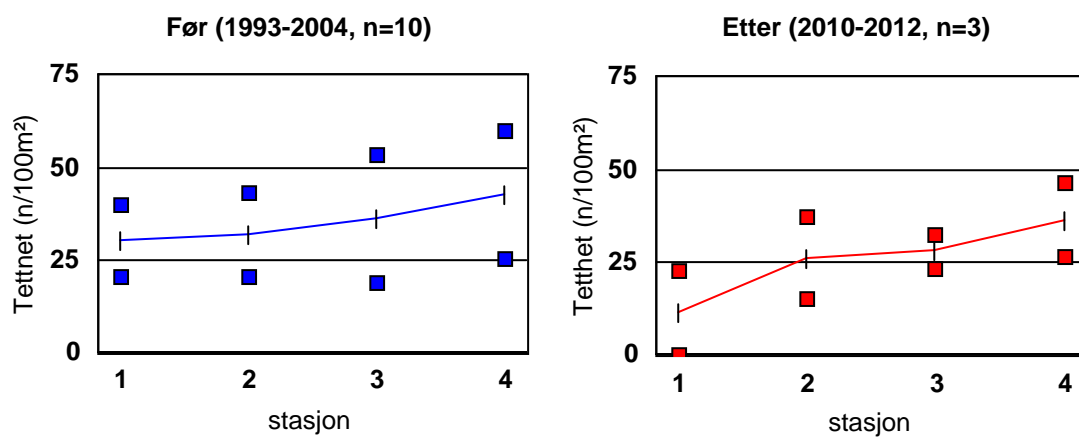 Før (1993-2004, n=10)
75
50
25
0
Tettnet (n/100m²)
1 2 3 4
stasjon
Etter (2010-2012, n=3)
75
50
25
0
Tetthet (n/100m²)
1 2 3 4
stasjon